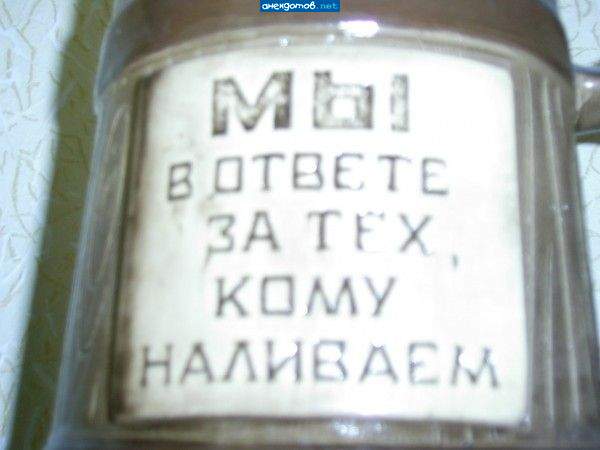 анекдотов.net
МЫ
В ОТВЕТЕ
ЗА ТЕХ,
КОМУ
НАЛИВАЕМ